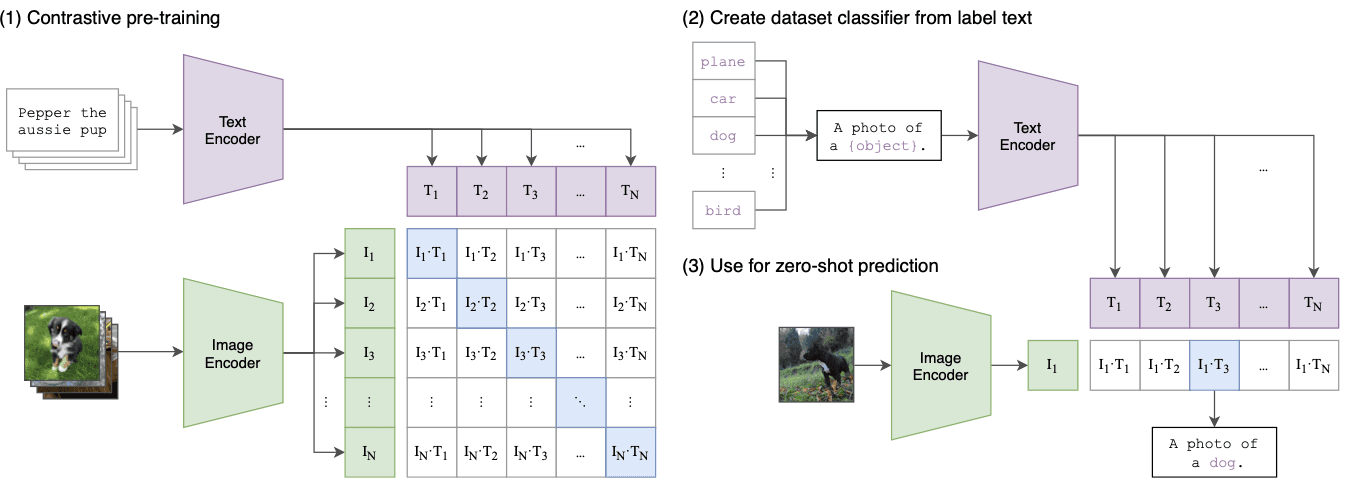 (1) Contrastive pre-training
Pepper the
aussie pup
Text
Encoder
...
T1 T2 T3 ... TN
Image
Encoder
I1 I1·T1 I1·T2 I1·T3 ... I1·TN
I2 I2·T1 I2·T2 I2·T3 ... I2·TN
I3 I3·T1 I3·T2 I3·T3 ... I3·TN
⋮ ⋮ ⋮ ⋮ ⋮ ⋱ ⋮
IN IN·T1 IN·T2 IN·T3 ... IN·TN
(2) Create dataset classifier from label text
plane
car
dog
⋮ ⋮
bird
A photo of
a {object}.
Text
Encoder
...
(3) Use for zero-shot prediction
T1 T2 T3 ... TN
Image
Encoder
I1 I1·T1 I1·T2 I1·T3 ... I1·TN
A photo of
a dog.